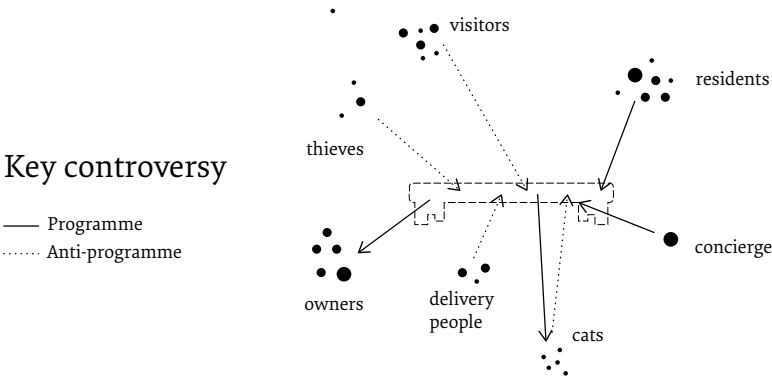 visitors
residents
thieves
Key controversy
Programme
Anti-programme
concierge
owners
delivery
people
cats